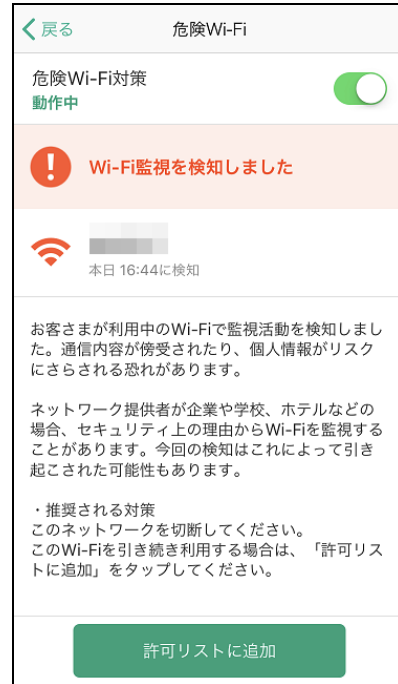 戻る
危険Wi-Fi
危険Wi-Fi対策
動作中
Wi-Fi監視を検知しました
本日 16:44に検知
お客さまが利用中のWi-Fiで監視活動を検知しまし
た。通信内容が傍受されたり、個人情報がリスク
にさらされる恐れがあります。
ネットワーク提供者が企業や学校、ホテルなどの
場合、セキュリティ上の理由からWi-Fiを監視する
ことがあります。今回の検知はこれによって引き
起こされた可能性もあります。
・推奨される対策
このネットワークを切断してください。
このWi-Fiを引き続き利用する場合は、「許可リス
トに追加」をタップしてください。
許可リストに追加